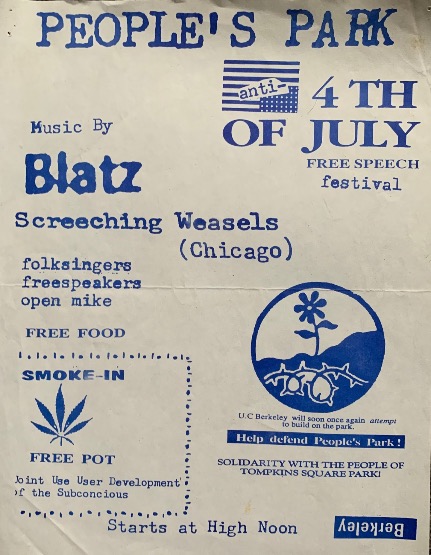 PEOPLE'S PARK
anti-
4 TH
OF JULY
FREE SPEECH
festival
Music By
Blatz
Screeching Weasels
(Chicago)
folksingers
freespeakers
open mike
FREE FOOD
SMOKE-IN
FREE POT
Joint Use User Development
of the Subconcious
U.C Berkeley will soon once again attempt
to build on the park.
Help defend People's Park !
SOLIDARITY WITH THE PEOPLE OF
TOMPKINS SQUARE PARK!
Starts at High Noon
Berkeley